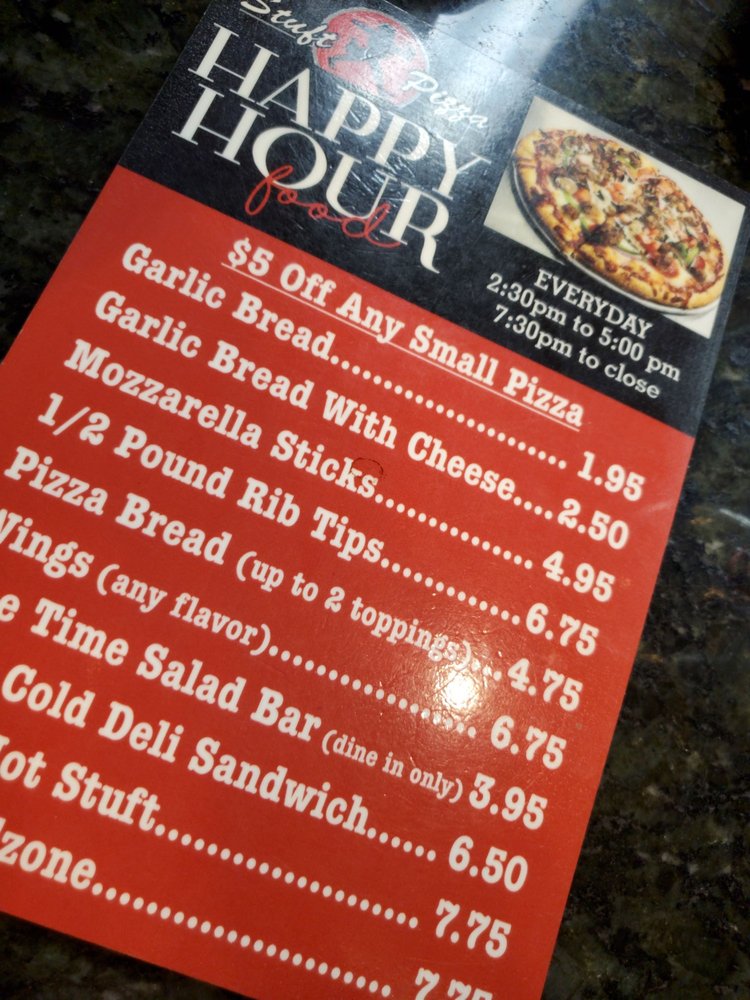 Stuft Pizza
HAPPY
HOUR
food
EVERYDAY
2:30pm to 5:00 pm
7:30pm to close
$5 Off Any Small Pizza
Garlic Bread........................ 1.95
Garlic Bread With Cheese....2.50
Mozzarella Sticks................ 4.95
1/2 Pound Rib Tips..............6.75
Pizza Bread (up to 2 toppings)...4.75
Wings (any flavor)..................... 6.75
e Time Salad Bar (dine in only) 3.95
Cold Deli Sandwich...... 6.50
Hot Stuft........................ 7.75
lzone........................... 7.75